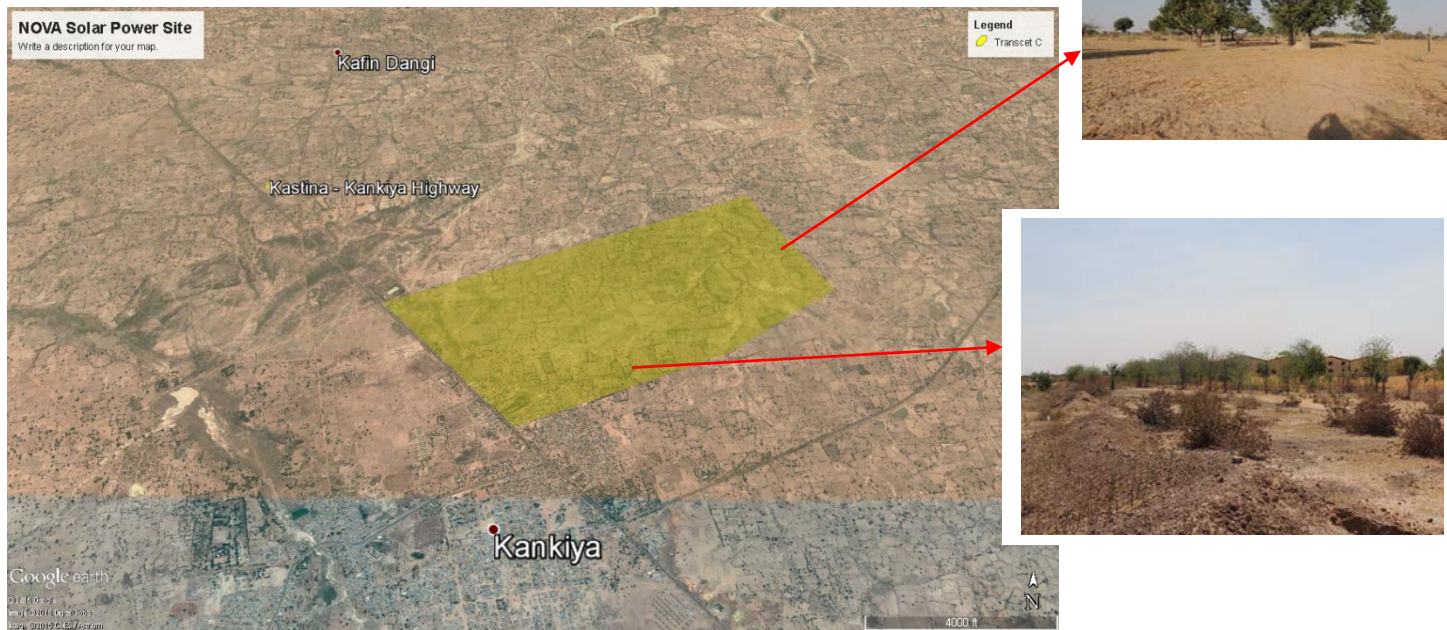 NOVA Solar Power Site
Write a description for your map.
Legend
Transcet C
Kafin Dangi
Kastina - Kankiya Highway
Kankiya
Google earth
N
4000 ft